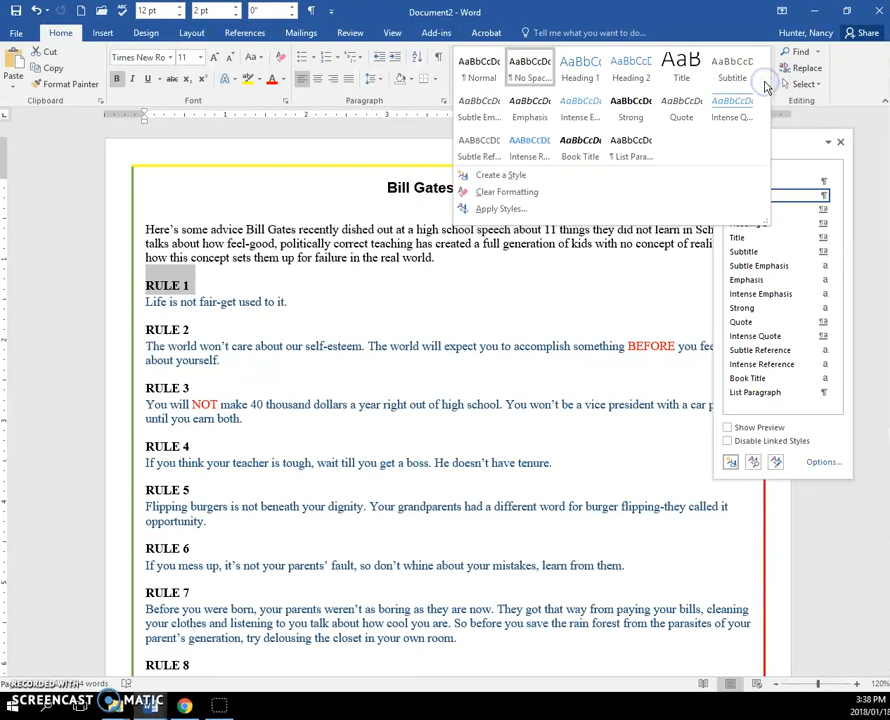 12 pt
2 pt
0"
Document2 - Word
File
Home
Insert
Design
Layout
References
Mailings
Review
View
Add-ins
Acrobat
Tell me what you want to do
Hunter, Nancy
Share
Paste
Cut
Copy
Format Painter
Clipboard
Times New Ro
11
Aa
B I U abc
Font
Paragraph
AaBbCcDc
¶ Normal
AaBbCcDc
¶ No Spac...
AaBbCc
Heading 1
AaBbCcE
Heading 2
AaB
Title
AaBbCcD
Subtitle
AaBbCcDc
Subtle Em...
AaBbCcDc
Emphasis
AaBbCcDc
Intense E...
AaBbCcDc
Strong
AaBbCcDc
Quote
AaBbCcDc
Intense Q...
AaBbCcDc
Subtle Ref...
AaBbCcDc
Intense R...
AaBbCcDc
Book Title
AaBbCcDc
¶ List Para...
Create a Style
Clear Formatting
Apply Styles...
Find
Replace
Select
Editing
Bill Gates
Here's some advice Bill Gates recently dished out at a high school speech about 11 things they did not learn in Sch
talks about how feel-good, politically correct teaching has created a full generation of kids with no concept of reali
how this concept sets them up for failure in the real world.
RULE 1
Life is not fair-get used to it.
RULE 2
The world won't care about our self-esteem. The world will expect you to accomplish something BEFORE you fee
about yourself.
RULE 3
You will NOT make 40 thousand dollars a year right out of high school. You won't be a vice president with a car p
until you earn both.
RULE 4
If you think your teacher is tough, wait till you get a boss. He doesn't have tenure.
RULE 5
Flipping burgers is not beneath your dignity. Your grandparents had a different word for burger flipping-they called it
opportunity.
RULE 6
If you mess up, it's not your parents' fault, so don't whine about your mistakes, learn from them.
RULE 7
Before you were born, your parents weren't as boring as they are now. They got that way from paying your bills, cleaning
your clothes and listening to you talk about how cool you are. So before you save the rain forest from the parasites of your
parent's generation, try delousing the closet in your own room.
RULE 8
Title
Subtitle
Subtle Emphasis
Emphasis
Intense Emphasis
Strong
Quote
Intense Quote
Subtle Reference
Intense Reference
Book Title
List Paragraph
Show Preview
Disable Linked Styles
Options...
4 words
120%
RECORDED WITH
SCREENCAST MATIC
3:38 PM
2018/01/18